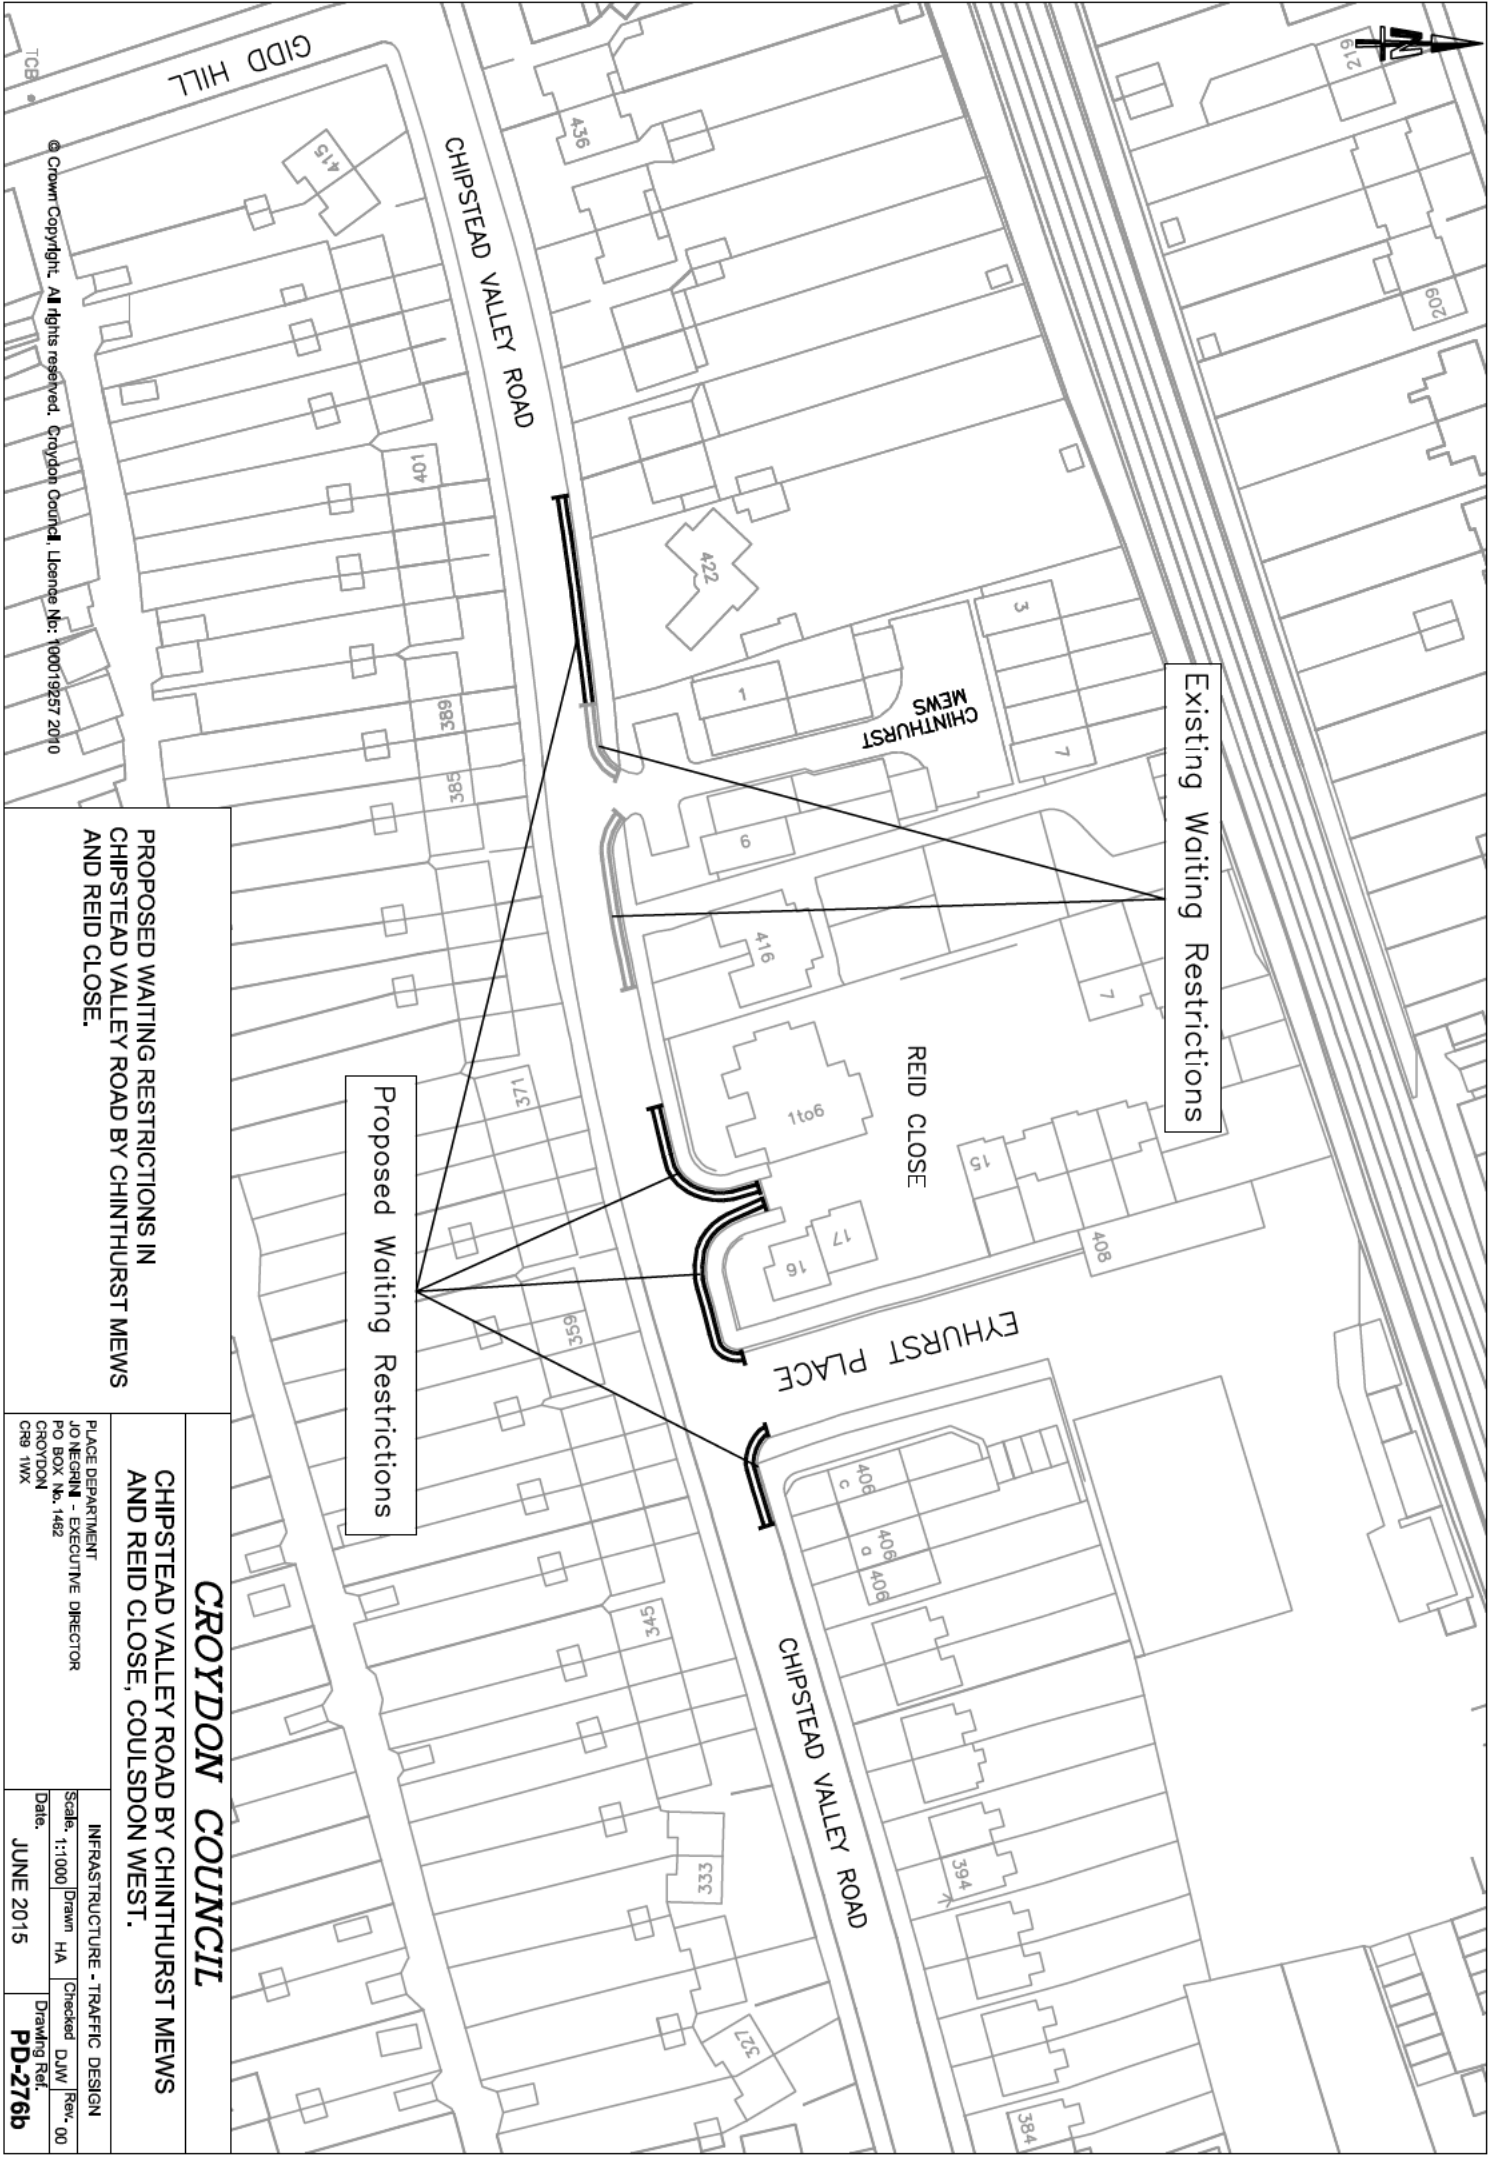 N
219
209
TCB
GIDD HILL
CHIPSTEAD VALLEY ROAD
436
415
401
422
389
385
1
3
7
CHINTHURST
MEWS
9
416
7
Existing Waiting Restrictions
REID CLOSE
1to6
15
17
16
408
371
359
Proposed Waiting Restrictions
EYHURST PLACE
406
c
406
a
406
345
CHIPSTEAD VALLEY ROAD
394
333
327
384
© Crown Copyright. All rights reserved. Croydon Council, Licence No: 100019257 2010
PROPOSED WAITING RESTRICTIONS IN
CHIPSTEAD VALLEY ROAD BY CHINTHURST MEWS
AND REID CLOSE.
CROYDON COUNCIL
CHIPSTEAD VALLEY ROAD BY CHINTHURST MEWS
AND REID CLOSE, COULSDON WEST.
PLACE DEPARTMENT
JO NEGRINI - EXECUTIVE DIRECTOR
PO BOX No. 1462
CROYDON
CR9 1WX
INFRASTRUCTURE - TRAFFIC DESIGN
Scale. 1:1000 Drawn HA Checked DJW Rev. 00
Date. JUNE 2015
Drawing Ref. PD-276b